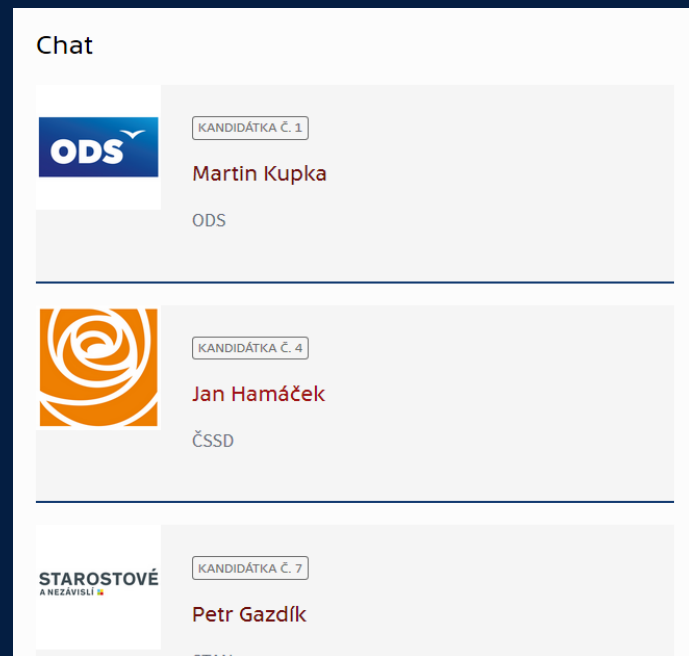 Chat
ODS
KANDIDÁTKA Č. 1
Martin Kupka
ODS
KANDIDÁTKA Č. 4
Jan Hamáček
ČSSD
STAROSTOVÉ
A NEZÁVISLÍ
KANDIDÁTKA Č. 7
Petr Gazdík